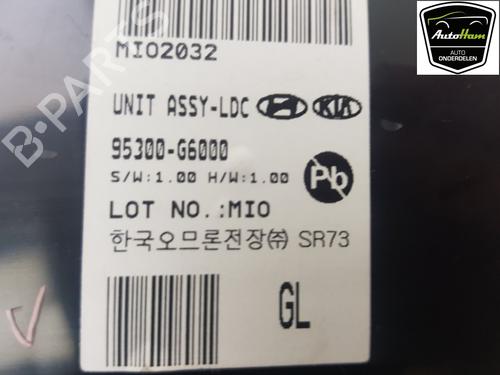 MIO2032
UNIT ASSY-LDC KIA
95300-G6000
S/W:1.00 H/W:1.00
Pb
LOT NO.:MIO
한국오므론전장㈜ SR73
GL
AutoHam
AUTO
ONDERDELEN
B-PARTS